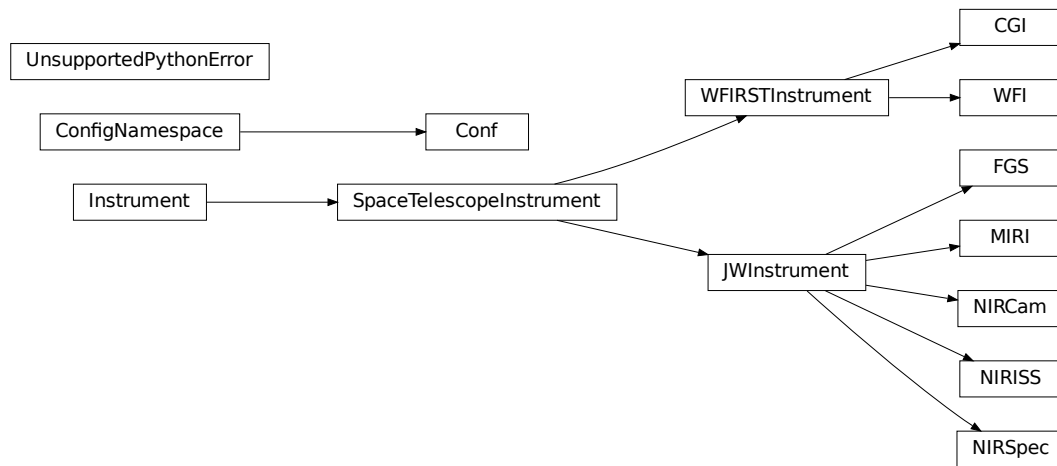 UnsupportedPythonError
ConfigNamespace
Conf
Instrument
SpaceTelescopeInstrument
WFIRSTInstrument
JWInstrument
CGI
WFI
FGS
MIRI
NIRCam
NIRISS
NIRSpec